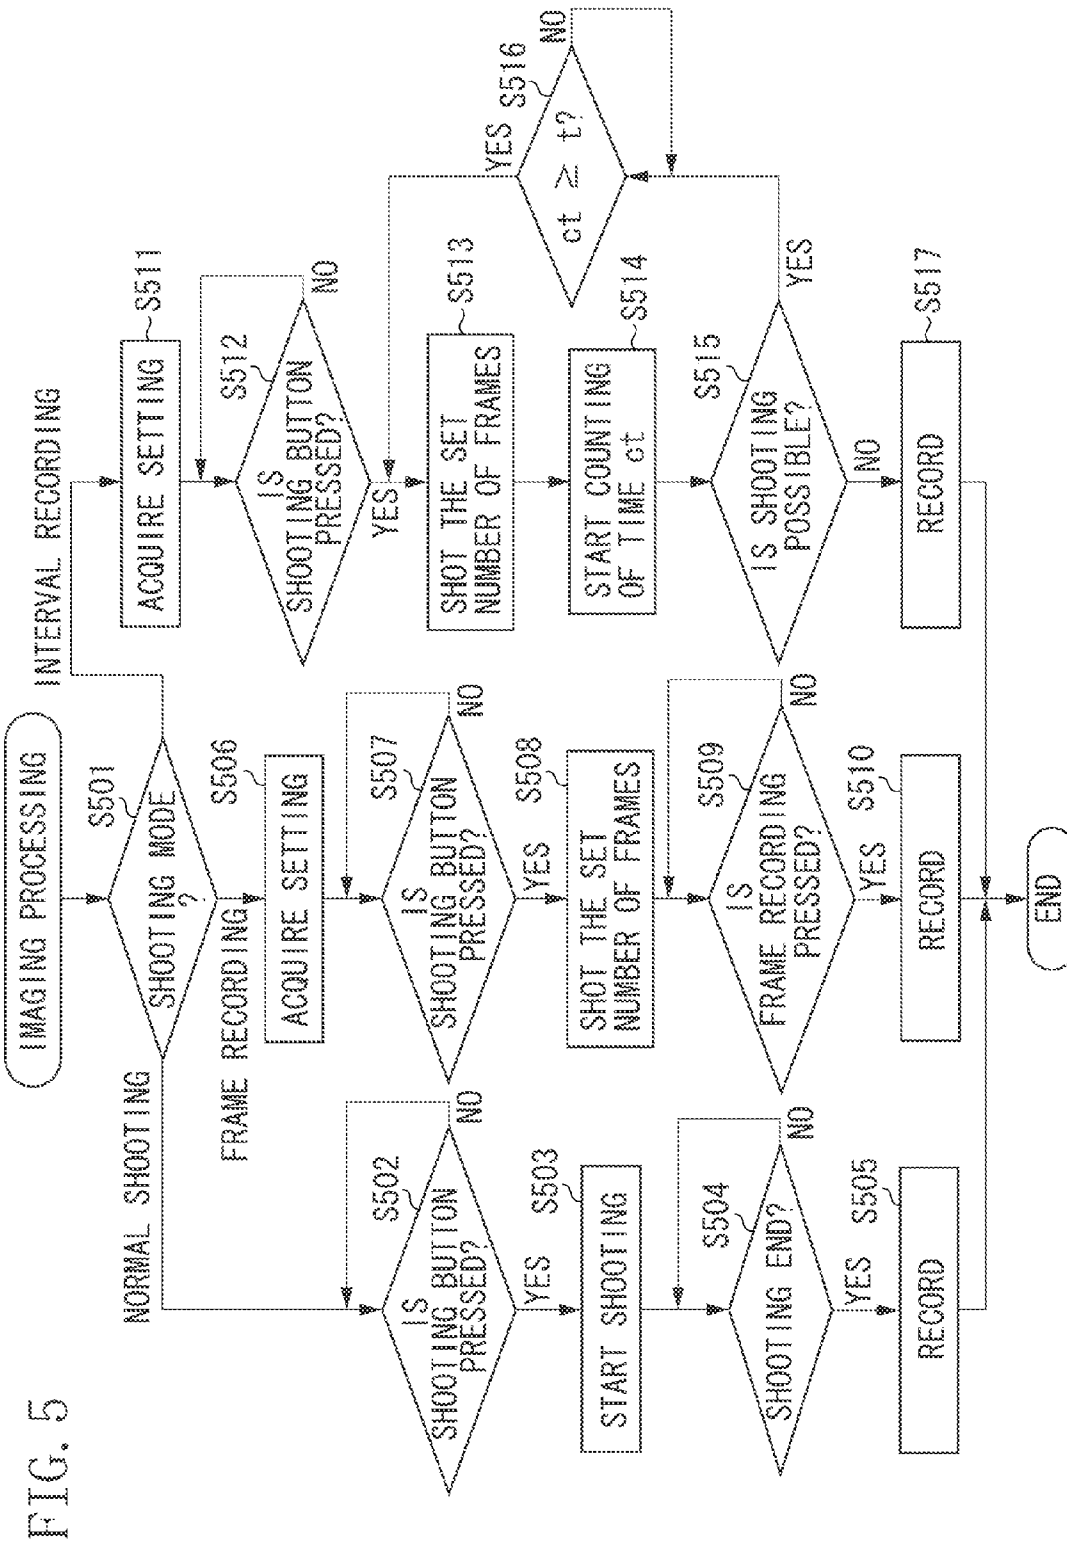 FIG. 5
IMAGING PROCESSING
S501
SHOOTING MODE
?
NORMAL SHOOTING
FRAME RECORDING
INTERVAL RECORDING
S502
IS
SHOOTING BUTTON
PRESSED?
NO
YES
S503
START SHOOTING
S504
SHOOTING END?
NO
YES
S505
RECORD
S506
ACQUIRE SETTING
S507
IS
SHOOTING BUTTON
PRESSED?
NO
YES
S508
SHOT THE SET
NUMBER OF FRAMES
S509
IS
FRAME RECORDING
PRESSED?
NO
YES
S510
RECORD
S511
ACQUIRE SETTING
S512
IS
SHOOTING BUTTON
PRESSED?
NO
YES
S513
SHOT THE SET
NUMBER OF FRAMES
S514
START COUNTING
OF TIME ct
S515
IS SHOOTING
POSSIBLE?
YES
NO
S516
ct ≥ t?
YES
NO
S517
RECORD
END